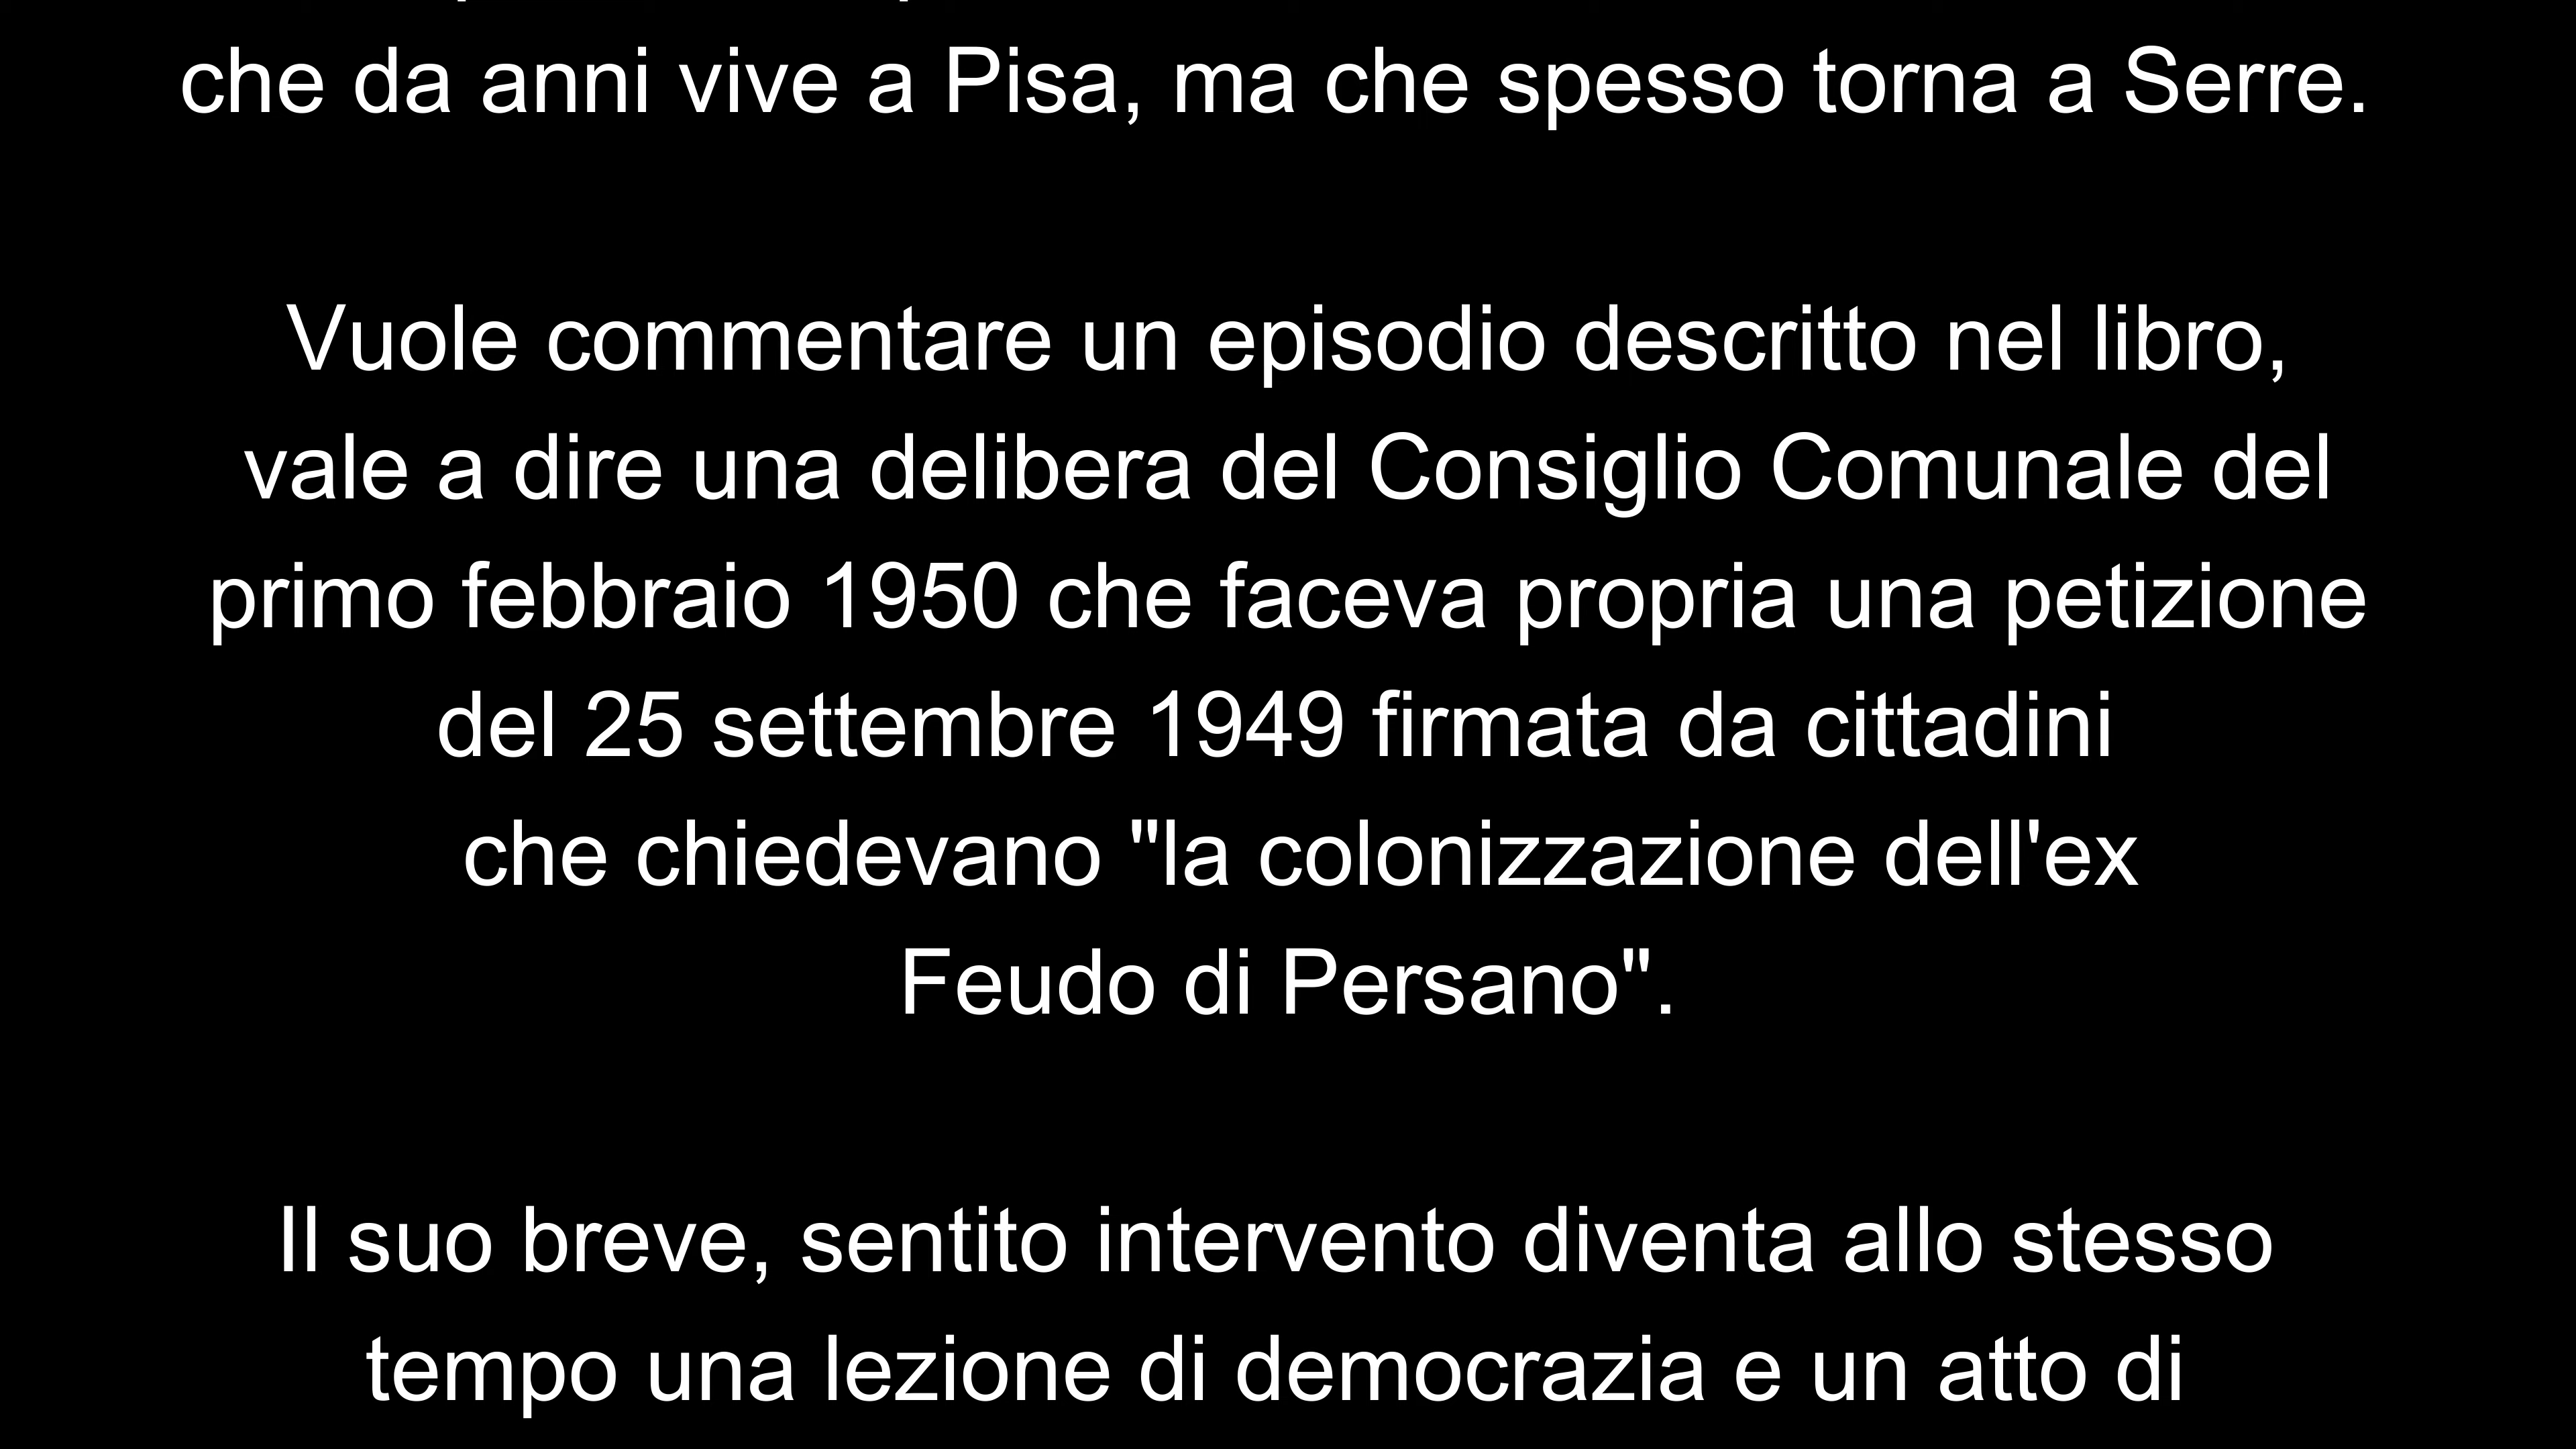 che da anni vive a Pisa, ma che spesso torna a Serre.
Vuole commentare un episodio descritto nel libro,
vale a dire una delibera del Consiglio Comunale del
primo febbraio 1950 che faceva propria una petizione
del 25 settembre 1949 firmata da cittadini
che chiedevano "la colonizzazione dell'ex
Feudo di Persano".
Il suo breve, sentito intervento diventa allo stesso
tempo una lezione di democrazia e un atto di